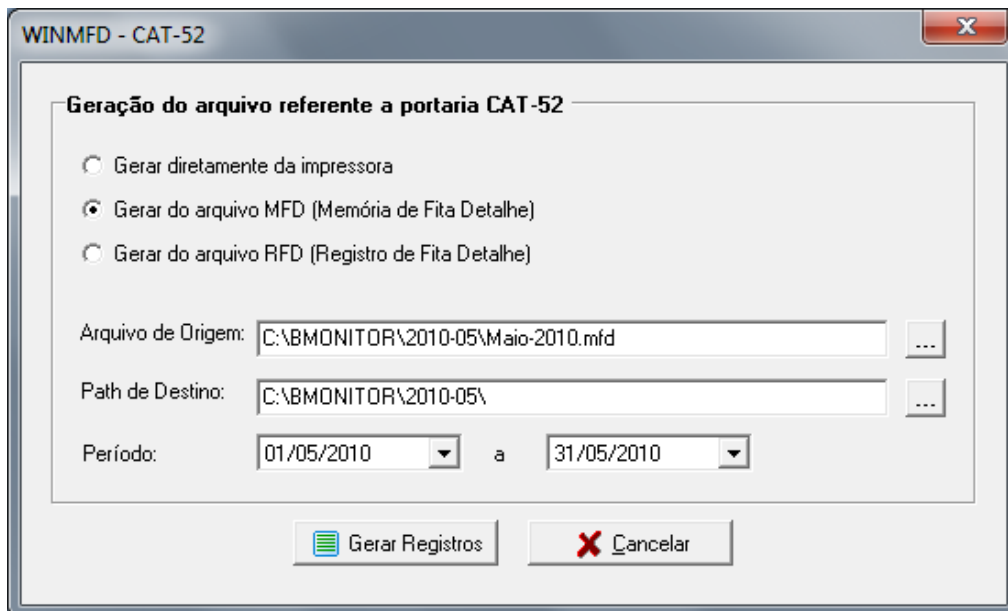 WINMFD - CAT-52
Geração do arquivo referente a portaria CAT-52
Gerar diretamente da impressora
Gerar do arquivo MFD (Memória de Fita Detalhe)
Gerar do arquivo RFD (Registro de Fita Detalhe)
Arquivo de Origem: C:\BMONITOR\2010-05\Maio-2010.mfd ...
Path de Destino: C:\BMONITOR\2010-05\ ...
Período: 01/05/2010 a 31/05/2010
Gerar Registros Cancelar